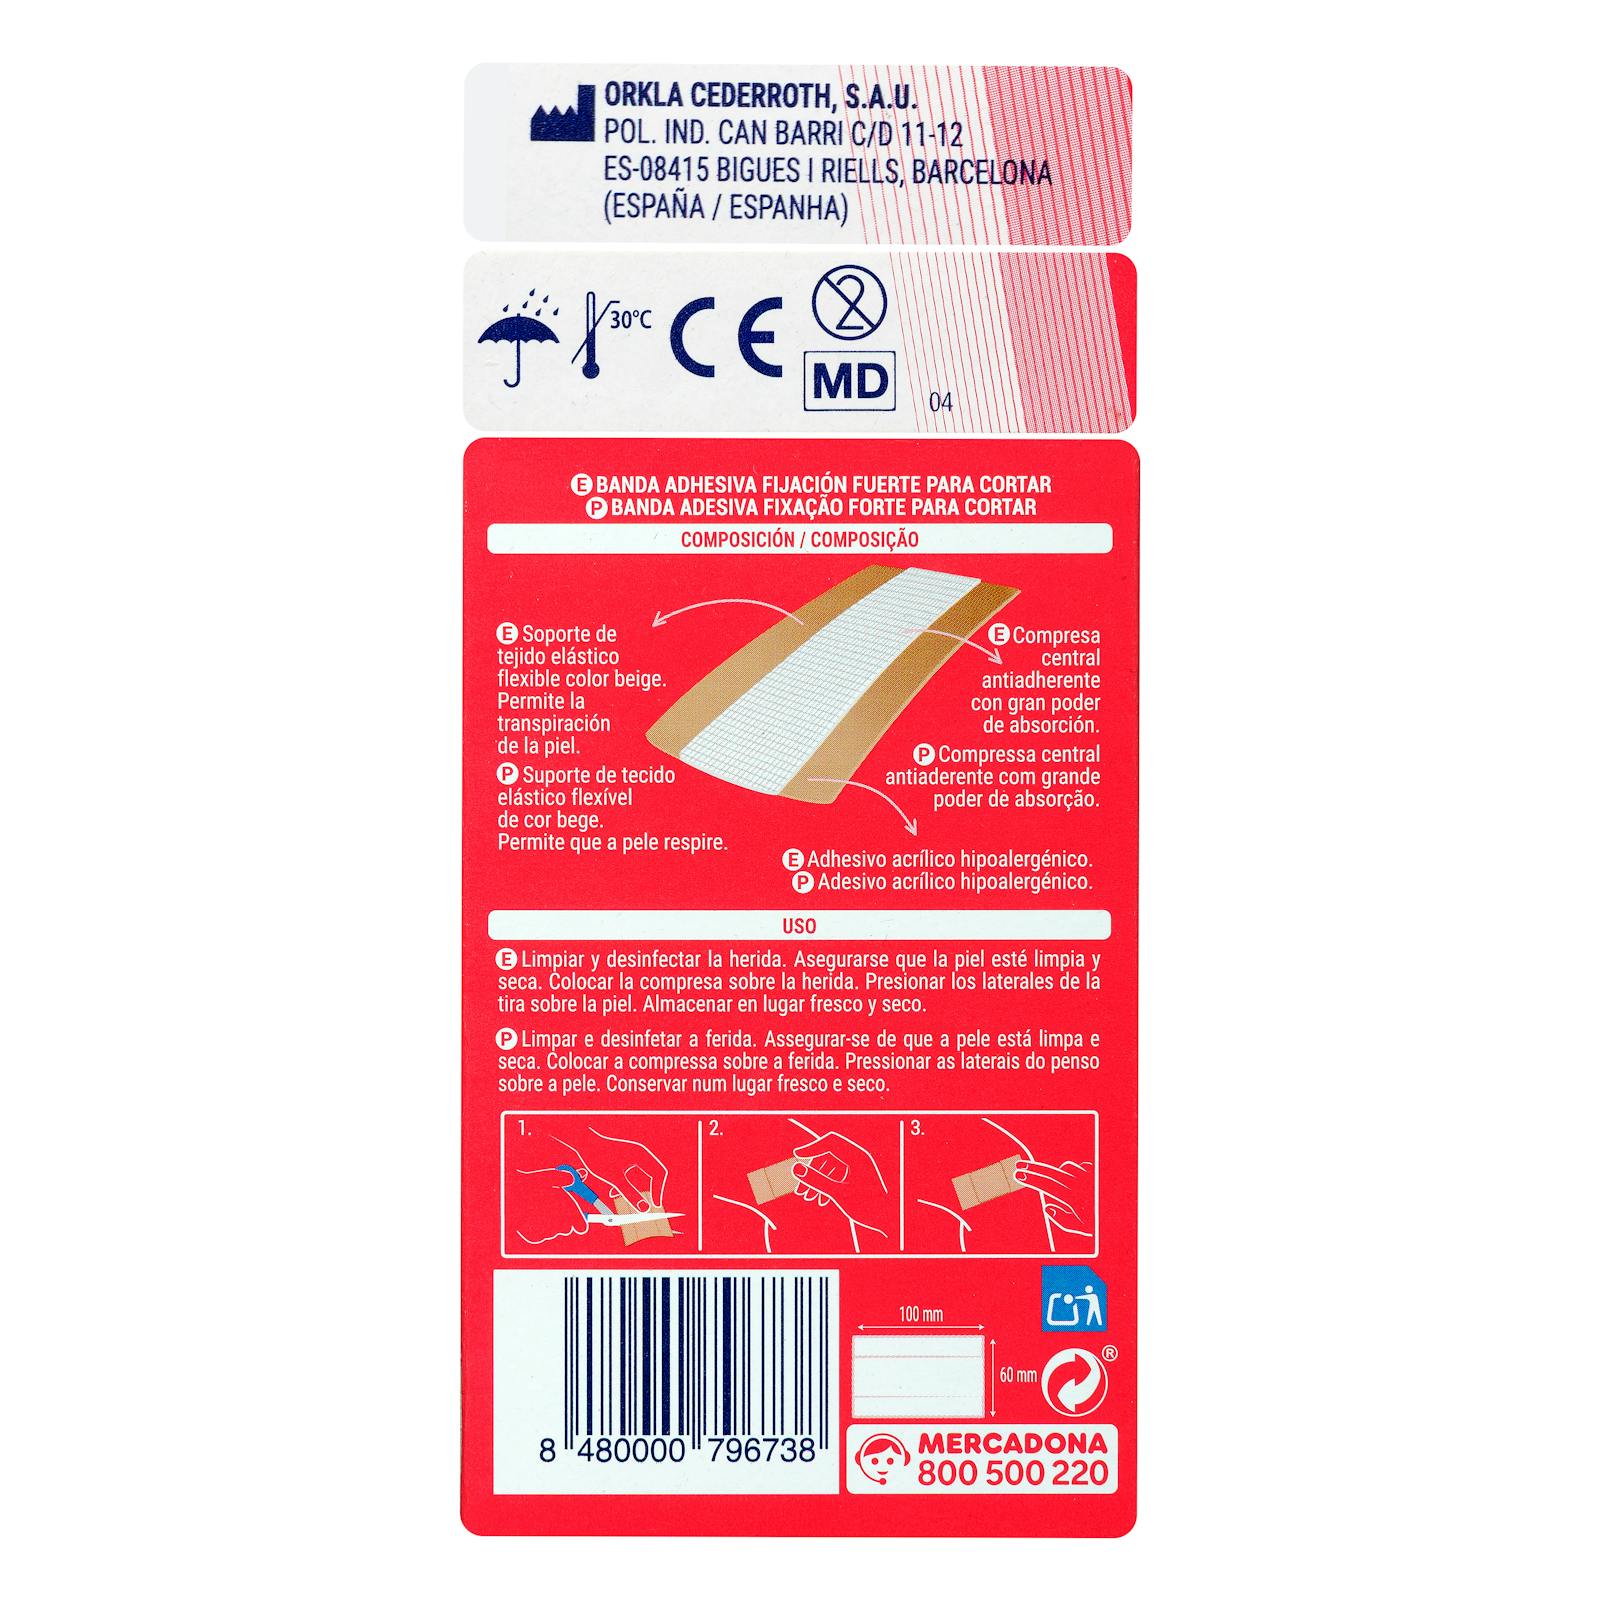 ORKLA CEDERROTH, S.A.U.
POL. IND. CAN BARRI C/D 11-12
ES-08415 BIGUES I RIELLS, BARCELONA
(ESPAÑA / ESPANHA)
30°C
CE
2
MD
04
E BANDA ADHESIVA FIJACIÓN FUERTE PARA CORTAR
P BANDA ADESIVA FIXAÇÃO FORTE PARA CORTAR
COMPOSICIÓN / COMPOSIÇÃO
E Soporte de
tejido elástico
flexible color beige.
Permite la
transpiración
de la piel.
P Suporte de tecido
elástico flexível
de cor bege.
Permite que a pele respire.
E Compresa
central
antiadherente
con gran poder
de absorción.
P Compressa central
antiaderente com grande
poder de absorção.
E Adhesivo acrílico hipoalergénico.
P Adesivo acrílico hipoalergénico.
USO
E Limpiar y desinfectar la herida. Asegurarse que la piel esté limpia y
seca. Colocar la compresa sobre la herida. Presionar los laterales de la
tira sobre la piel. Almacenar en lugar fresco y seco.
P Limpar e desinfetar a ferida. Assegurar-se de que a pele está limpa e
seca. Colocar a compressa sobre a ferida. Pressionar as laterais do penso
sobre a pele. Conservar num lugar fresco e seco.
1.
2.
3.
8 480000 796738
100 mm
60 mm
®
MERCADONA
800 500 220